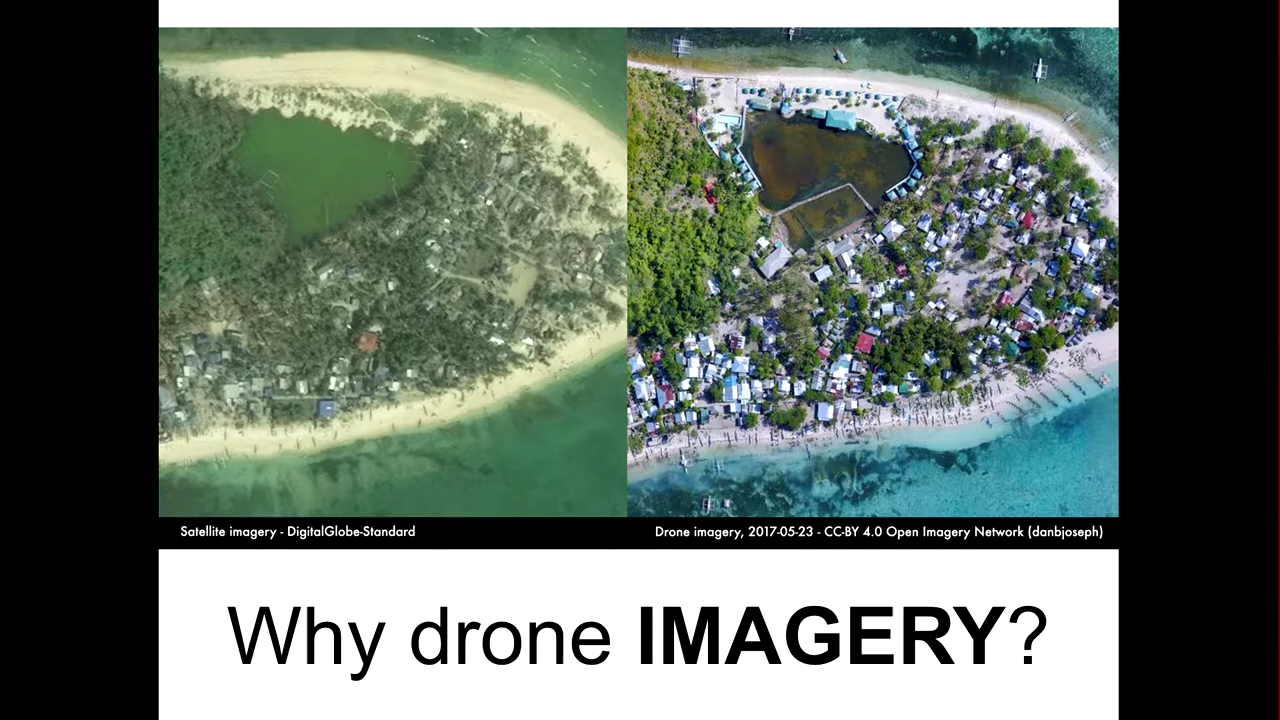 Satellite imagery - DigitalGlobe-Standard
Drone imagery, 2017-05-23 - CC-BY 4.0 Open Imagery Network (danbjoseph)
Why drone IMAGERY?